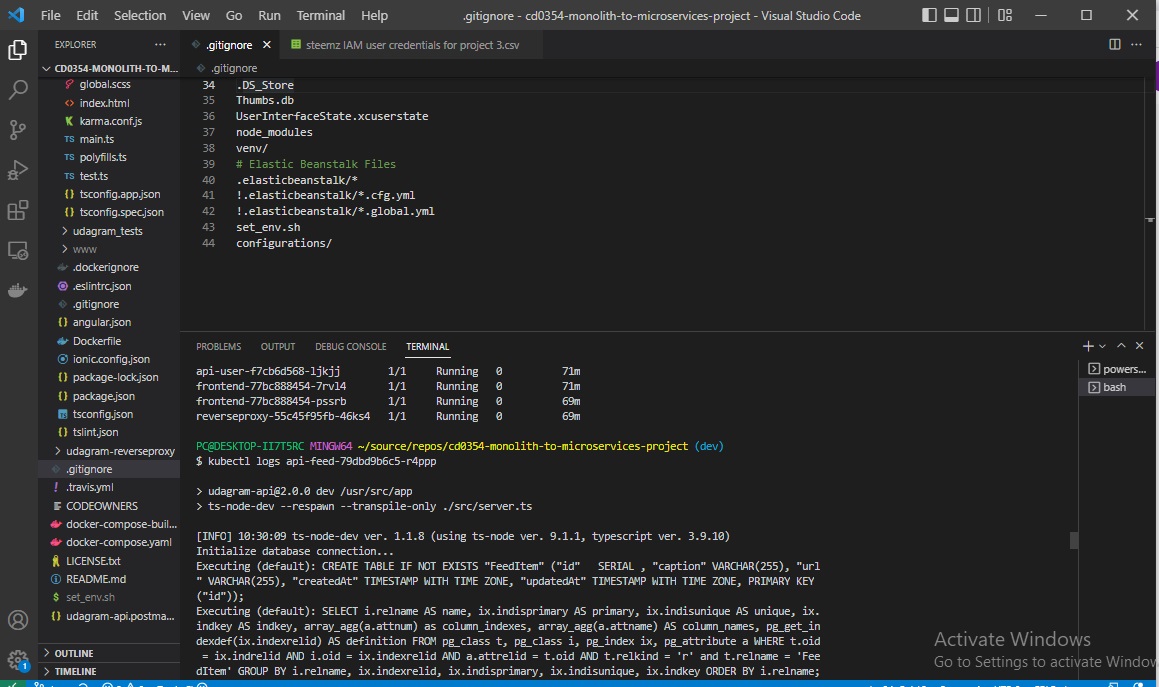 File Edit Selection View Go Run Terminal Help .gitignore - cd0354-monolith-to-microservices-project - Visual Studio Code
EXPLORER ...
.gitignore
steemz IAM user credentials for project 3.csv
CD0354-MONOLITH-TO-M...
.gitignore
global.scss
index.html
karma.conf.js
TS main.ts
TS polyfills.ts
TS test.ts
{} tsconfig.app.json
{} tsconfig.spec.json
> udagram_tests
> www
.dockerignore
.eslintrc.json
.gitignore
{} angular.json
Dockerfile
ionic.config.json
{} package-lock.json
{} package.json
tsconfig.json
{} tslint.json
> udagram-reverseproxy
.gitignore
! .travis.yml
CODEOWNERS
docker-compose-buil...
docker-compose.yaml
LICENSE.txt
README.md
$ set_env.sh
{} udagram-api.postma...
> OUTLINE
> TIMELINE
1
34 .DS_Store
35 Thumbs.db
36 UserInterfaceState.xcuserstate
37 node_modules
38 venv/
39 # Elastic Beanstalk Files
40 .elasticbeanstalk/*
41 !.elasticbeanstalk/*.cfg.yml
42 !.elasticbeanstalk/*.global.yml
43 set_env.sh
44 configurations/
PROBLEMS OUTPUT DEBUG CONSOLE TERMINAL
powers...
bash
api-user-f7cb6d568-ljkjj 1/1 Running 0 71m
frontend-77bc888454-7rvl4 1/1 Running 0 71m
frontend-77bc888454-pssrb 1/1 Running 0 69m
reverseproxy-55c45f95fb-46ks4 1/1 Running 0 69m
PC@DESKTOP-II7T5RC MINGW64 ~/source/repos/cd0354-monolith-to-microservices-project (dev)
$ kubectl logs api-feed-79dbd9b6c5-r4ppp
> udagram-api@2.0.0 dev /usr/src/app
> ts-node-dev --respawn --transpile-only ./src/server.ts
[INFO] 10:30:09 ts-node-dev ver. 1.1.8 (using ts-node ver. 9.1.1, typescript ver. 3.9.10)
Initialize database connection...
Executing (default): CREATE TABLE IF NOT EXISTS "FeedItem" ("id" SERIAL , "caption" VARCHAR(255), "url
" VARCHAR(255), "createdAt" TIMESTAMP WITH TIME ZONE, "updatedAt" TIMESTAMP WITH TIME ZONE, PRIMARY KEY
("id"));
Executing (default): SELECT i.relname AS name, ix.indisprimary AS primary, ix.indisunique AS unique, ix.
indkey AS indkey, array_agg(a.attnum) as column_indexes, array_agg(a.attname) AS column_names, pg_get_in
dexdef(ix.indexrelid) AS definition FROM pg_class t, pg_class i, pg_index ix, pg_attribute a WHERE t.oid
= ix.indrelid AND i.oid = ix.indexrelid AND a.attrelid = t.oid AND t.relkind = 'r' and t.relname = 'Fee
dItem' GROUP BY i.relname, ix.indexrelid, ix.indisprimary, ix.indisunique, ix.indkey ORDER BY i.relname;
Activate Windows
Go to Settings to activate Window